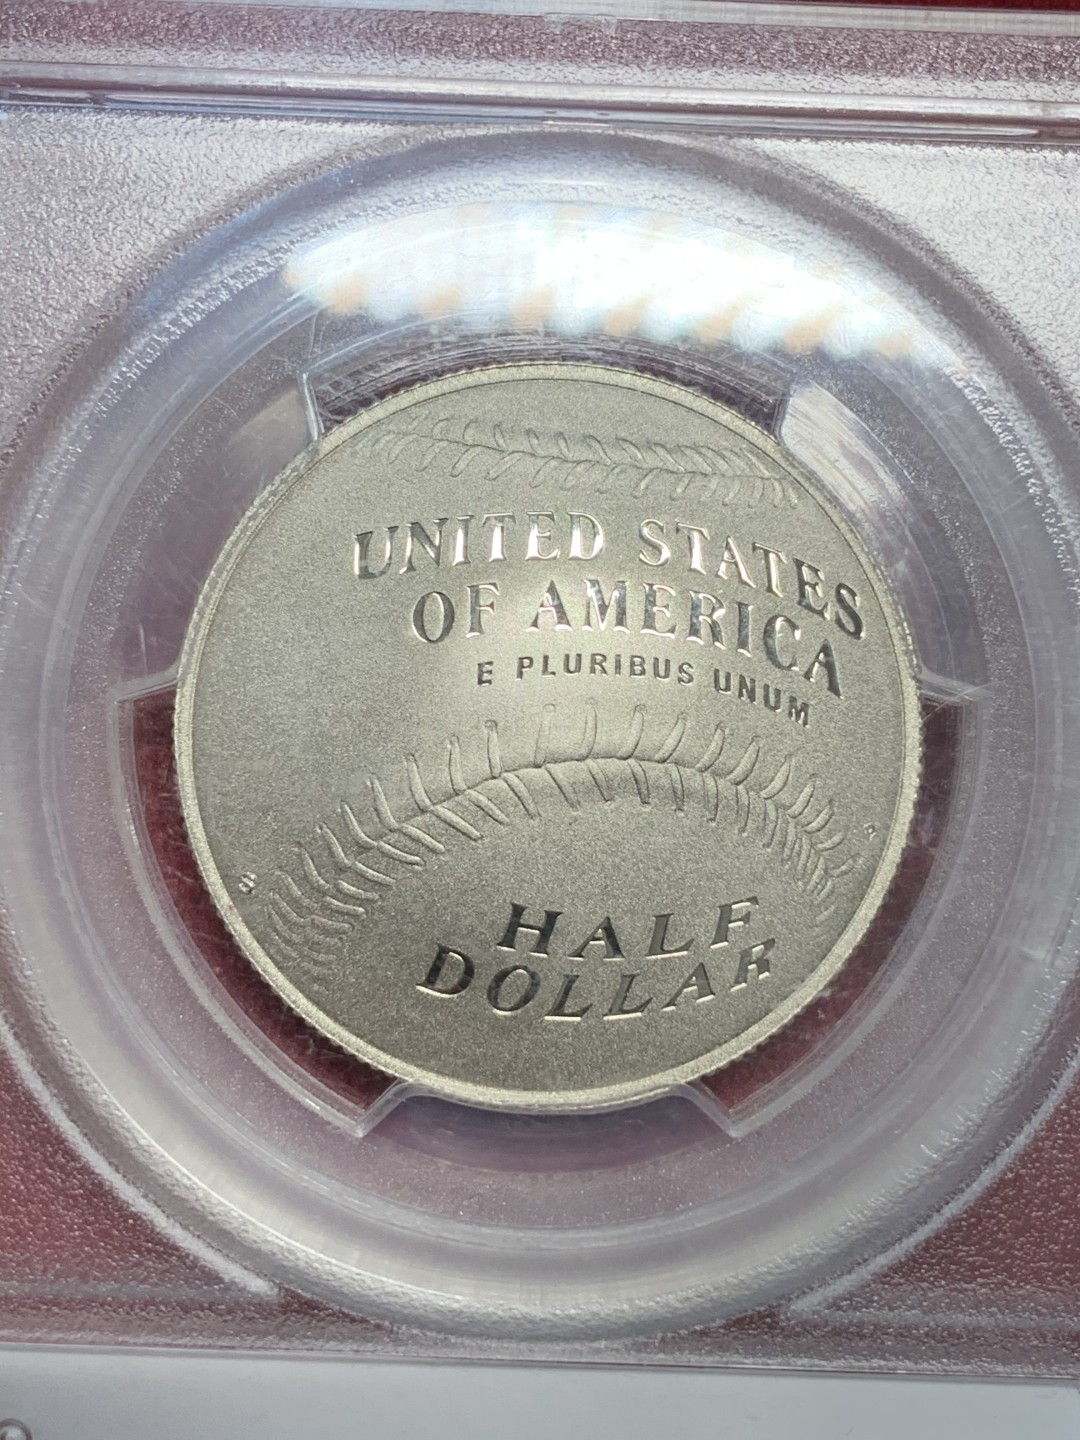 UNITED STATES
OF AMERICA
E PLURIBUS UNUM
S
HALF
DOLLAR